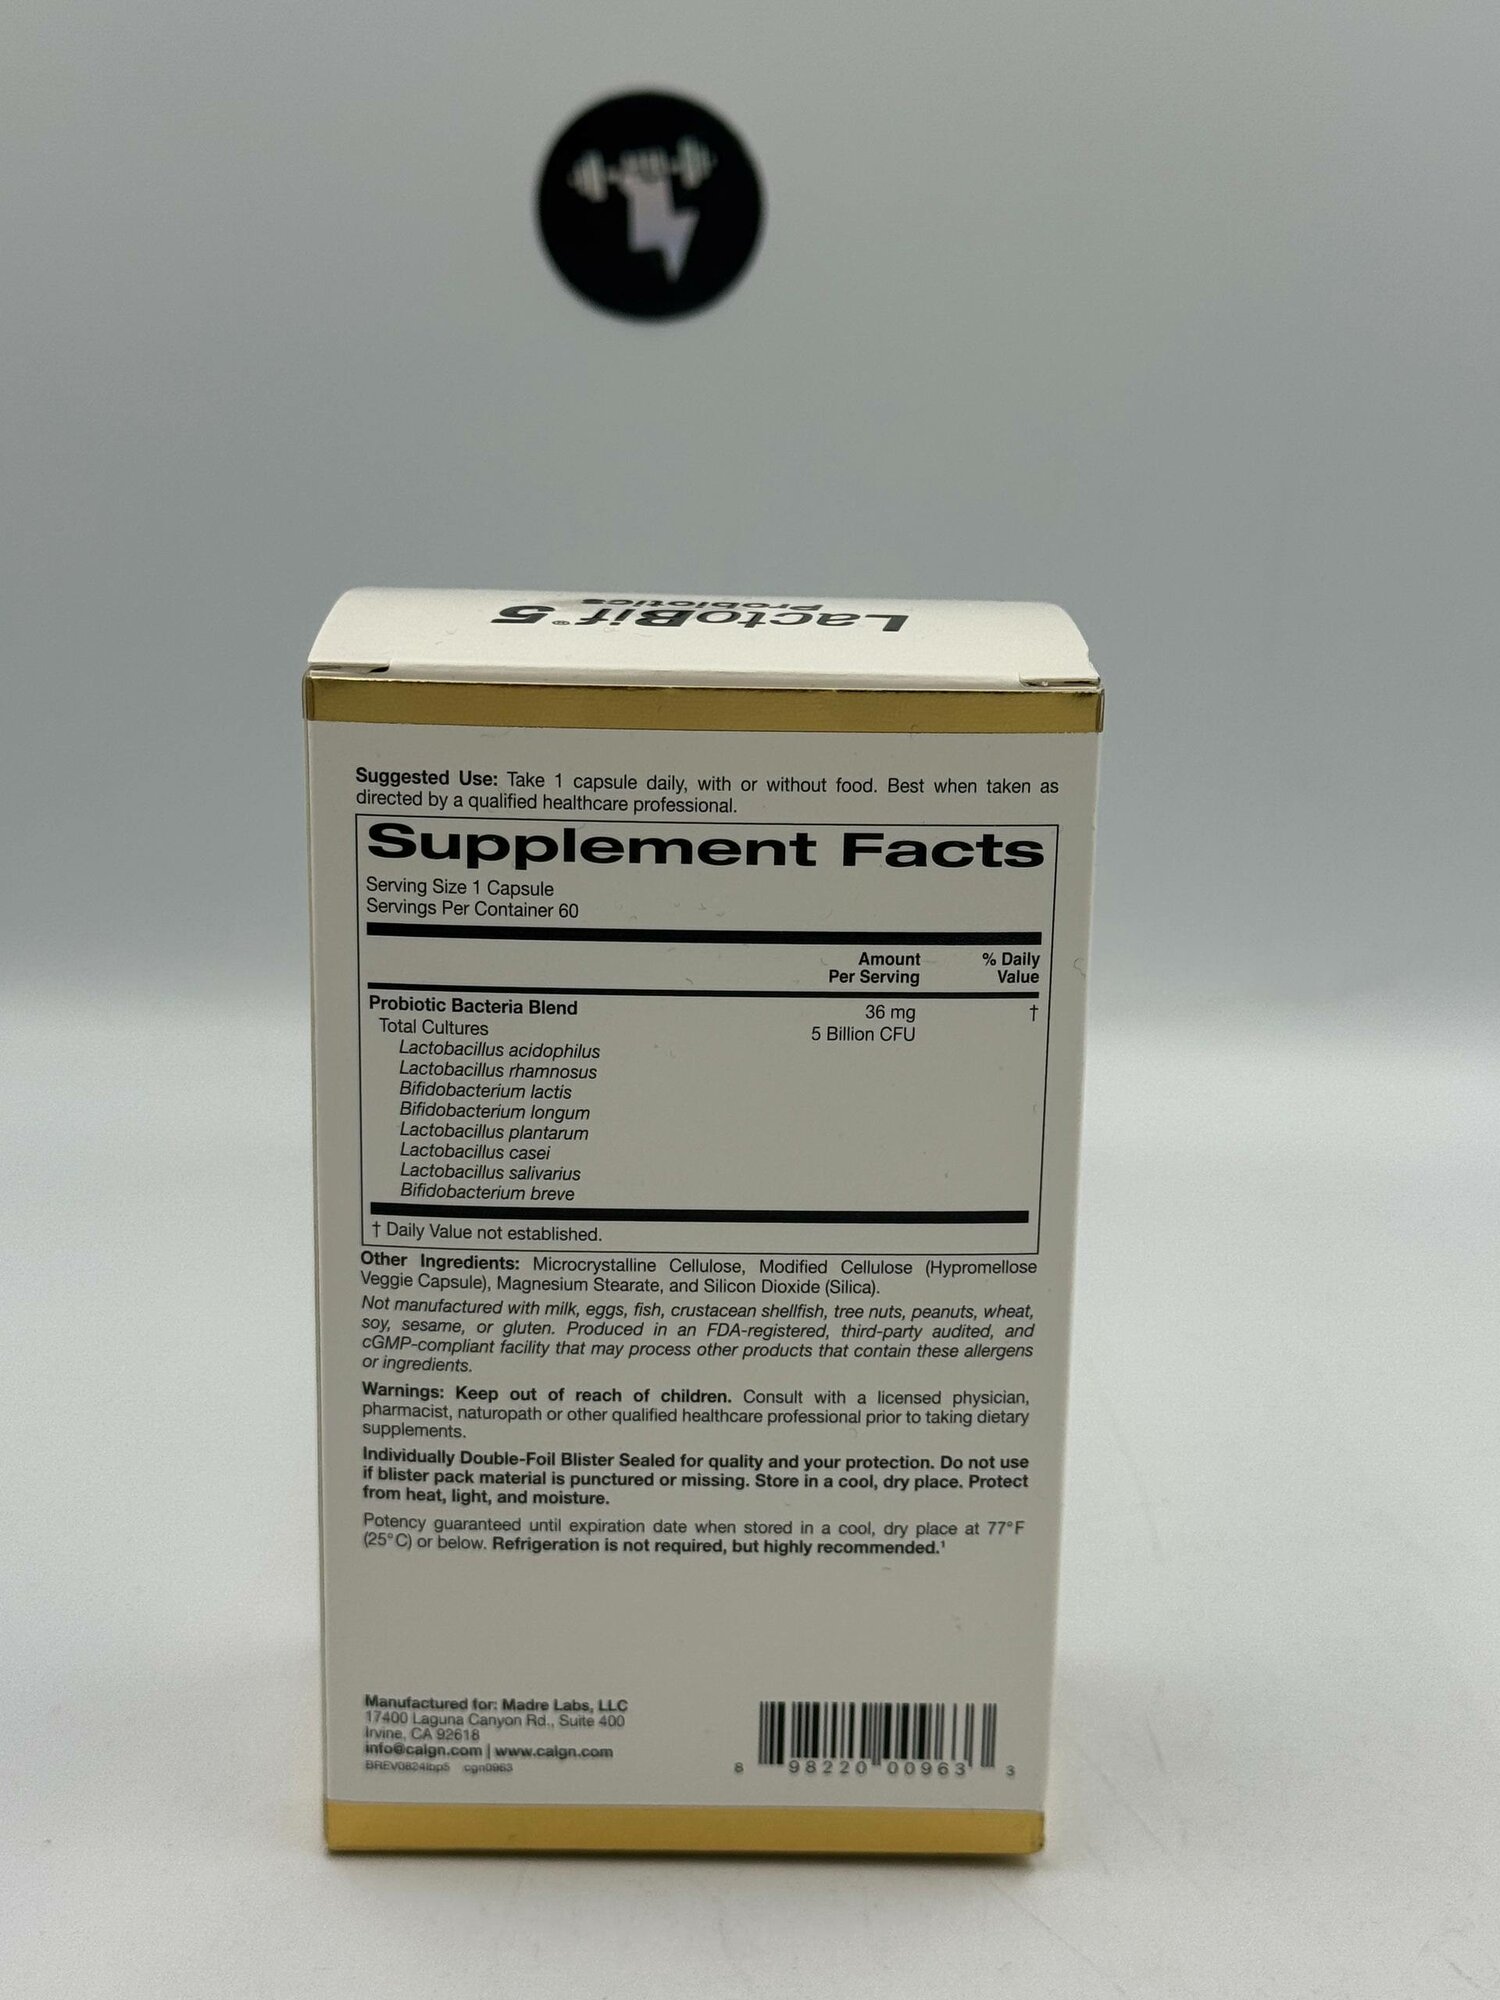 LactoBif® 5
Probiotics
Suggested Use: Take 1 capsule daily, with or without food. Best when taken as
directed by a qualified healthcare professional.
Supplement Facts
Serving Size 1 Capsule
Servings Per Container 60
Amount Per Serving
% Daily Value
Probiotic Bacteria Blend 36 mg †
Total Cultures 5 Billion CFU
Lactobacillus acidophilus
Lactobacillus rhamnosus
Bifidobacterium lactis
Bifidobacterium longum
Lactobacillus plantarum
Lactobacillus casei
Lactobacillus salivarius
Bifidobacterium breve
† Daily Value not established.
Other Ingredients: Microcrystalline Cellulose, Modified Cellulose (Hypromellose
Veggie Capsule), Magnesium Stearate, and Silicon Dioxide (Silica).
Not manufactured with milk, eggs, fish, crustacean shellfish, tree nuts, peanuts, wheat,
soy, sesame, or gluten. Produced in an FDA-registered, third-party audited, and
cGMP-compliant facility that may process other products that contain these allergens
or ingredients.
Warnings: Keep out of reach of children. Consult with a licensed physician,
pharmacist, naturopath or other qualified healthcare professional prior to taking dietary
supplements.
Individually Double-Foil Blister Sealed for quality and your protection. Do not use
if blister pack material is punctured or missing. Store in a cool, dry place. Protect
from heat, light, and moisture.
Potency guaranteed until expiration date when stored in a cool, dry place at 77°F
(25°C) or below. Refrigeration is not required, but highly recommended.¹
Manufactured for: Madre Labs, LLC
17400 Laguna Canyon Rd., Suite 400
Irvine, CA 92618
info@caign.com | www.caign.com
BREV0824lbp5 cgn0963
8 98220 00963 3